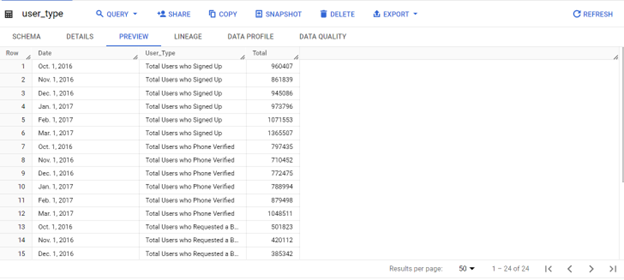 user_type QUERY SHARE COPY SNAPSHOT DELETE EXPORT REFRESH
SCHEMA DETAILS PREVIEW LINEAGE DATA PROFILE DATA QUALITY
Row Date User_Type Total
1 Oct. 1, 2016 Total Users who Signed Up 960407
2 Nov. 1, 2016 Total Users who Signed Up 861839
3 Dec. 1, 2016 Total Users who Signed Up 945086
4 Jan. 1, 2017 Total Users who Signed Up 973796
5 Feb. 1, 2017 Total Users who Signed Up 1071553
6 Mar. 1, 2017 Total Users who Signed Up 1365507
7 Oct. 1, 2016 Total Users who Phone Verified 797435
8 Nov. 1, 2016 Total Users who Phone Verified 710452
9 Dec. 1, 2016 Total Users who Phone Verified 772475
10 Jan. 1, 2017 Total Users who Phone Verified 788994
11 Feb. 1, 2017 Total Users who Phone Verified 879498
12 Mar. 1, 2017 Total Users who Phone Verified 1048511
13 Oct. 1, 2016 Total Users who Requested a B... 501823
14 Nov. 1, 2016 Total Users who Requested a B... 420112
15 Dec. 1, 2016 Total Users who Requested a B... 385342
Results per page: 50 1 – 24 of 24